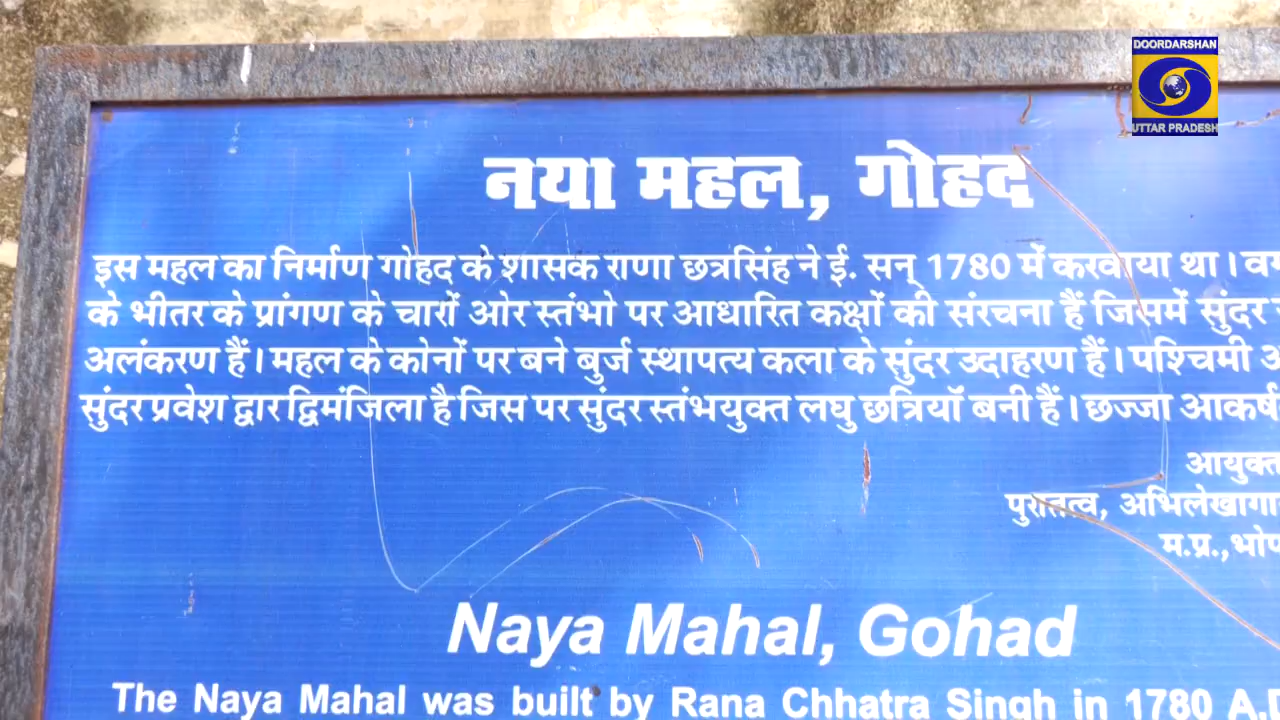 DOORDARSHAN
UTTAR PRADESH
नया महल, गोहद
इस महल का निर्माण गोहद के शासक राणा छत्रसिंह ने ई. सन् 1780 में करवाया था।
के भीतर के प्रांगण के चारों ओर स्तंभो पर आधारित कक्षों की संरचना हैं जिसमें सुंदर
अलंकरण हैं। महल के कोनों पर बने बुर्ज स्थापत्य कला के सुंदर उदाहरण हैं। पश्चिमी
सुंदर प्रवेश द्वार द्विमंजिला है जिस पर सुंदर स्तंभयुक्त लघु छत्रियॉ बनी हैं। छज्जा
आयुक्त
पुरातत्व,
म.प्र.,
Naya Mahal, Gohad
The Naya Mahal was built by Rana Chhatra Singh in 1780